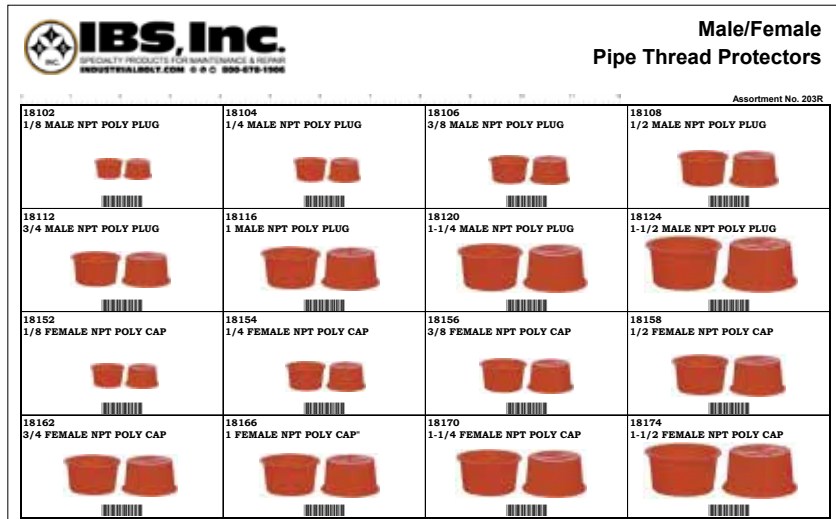 IBS, Inc.
SPECIALTY PRODUCTS FOR MAINTENANCE & REPAIR
INDUSTRIALBOLT.COM 800-678-1506
INC.
Male/Female
Pipe Thread Protectors
Assortment No. 203R
18102
1/8 MALE NPT POLY PLUG
18104
1/4 MALE NPT POLY PLUG
18106
3/8 MALE NPT POLY PLUG
18108
1/2 MALE NPT POLY PLUG
18112
3/4 MALE NPT POLY PLUG
18116
1 MALE NPT POLY PLUG
18120
1-1/4 MALE NPT POLY PLUG
18124
1-1/2 MALE NPT POLY PLUG
18152
1/8 FEMALE NPT POLY CAP
18154
1/4 FEMALE NPT POLY CAP
18156
3/8 FEMALE NPT POLY CAP
18158
1/2 FEMALE NPT POLY CAP
18162
3/4 FEMALE NPT POLY CAP
18166
1 FEMALE NPT POLY CAP"
18170
1-1/4 FEMALE NPT POLY CAP
18174
1-1/2 FEMALE NPT POLY CAP